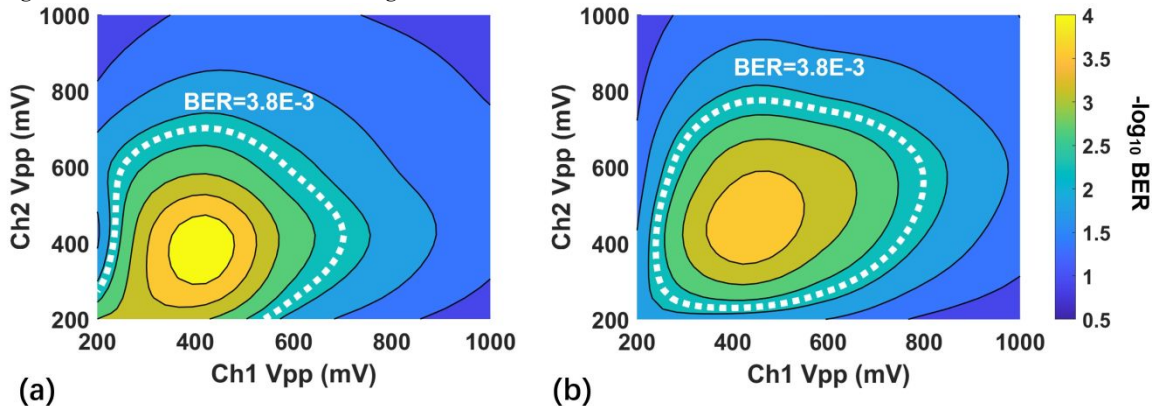 1000
800
600
400
200
Ch2 Vpp (mV)
BER=3.8E-3
200 400 600 800 1000
Ch1 Vpp (mV)
(a)
1000
800
600
400
200
Ch2 Vpp (mV)
BER=3.8E-3
200 400 600 800 1000
Ch1 Vpp (mV)
(b)
4
3.5
3
2.5
2
1.5
1
0.5
-log₁₀ BER